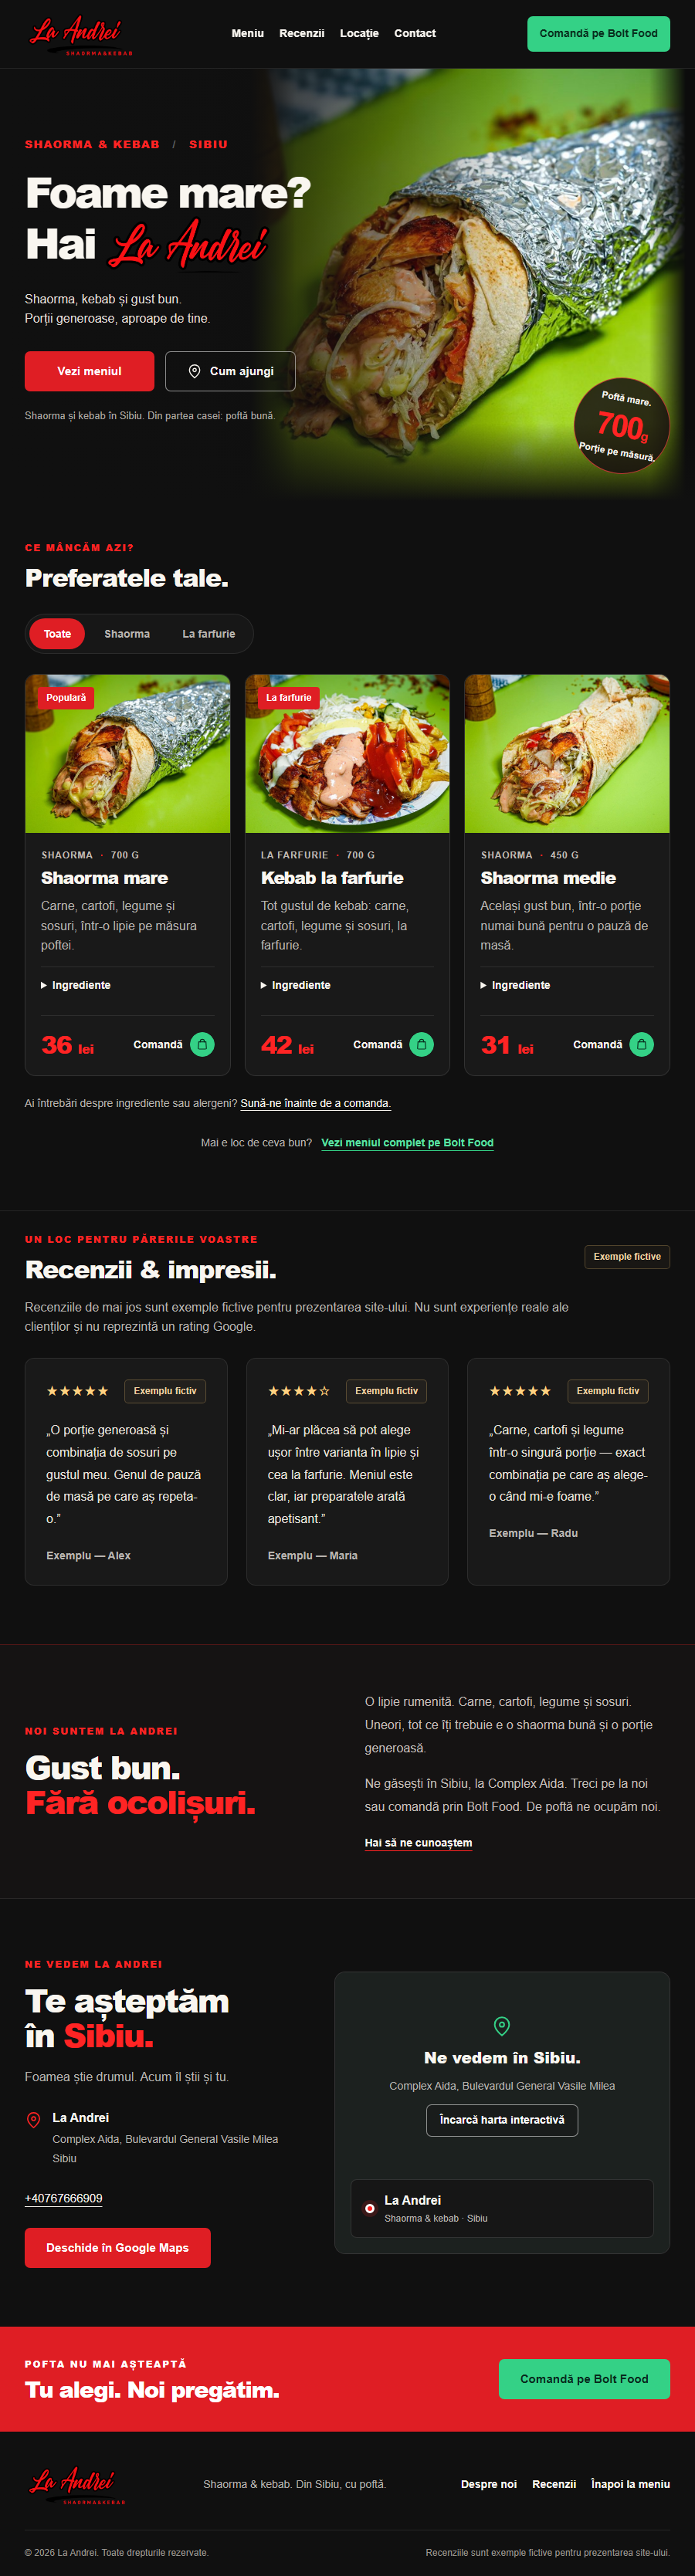 La Andrei
SHAORMA&KEBAB
Meniu Recenzii Locație Contact
Comandă pe Bolt Food
SHAORMA & KEBAB / SIBIU
Foame mare?
Hai La Andrei
Shaorma, kebab și gust bun.
Porții generoase, aproape de tine.
Vezi meniul
Cum ajungi
Shaorma și kebab în Sibiu. Din partea casei: poftă bună.
Poftă mare.
700g
Porție pe măsură.
CE MÂNCĂM AZI?
Preferatele tale.
Toate Shaorma La farfurie
Populară
SHAORMA · 700 G
Shaorma mare
Carne, cartofi, legume și
sosuri, într-o lipie pe măsura
poftei.
Ingrediente
36 lei Comandă
La farfurie
LA FARFURIE · 700 G
Kebab la farfurie
Tot gustul de kebab: carne,
cartofi, legume și sosuri, la
farfurie.
Ingrediente
42 lei Comandă
SHAORMA · 450 G
Shaorma medie
Același gust bun, într-o porție
numai bună pentru o pauză de
masă.
Ingrediente
31 lei Comandă
Ai întrebări despre ingrediente sau alergeni? Sună-ne înainte de a comanda.
Mai e loc de ceva bun? Vezi meniul complet pe Bolt Food
UN LOC PENTRU PĂRERILE VOASTRE
Recenzii & impresii.
Exemple fictive
Recenziile de mai jos sunt exemple fictive pentru prezentarea site-ului. Nu sunt experiențe reale ale
clienților și nu reprezintă un rating Google.
★★★★★ Exemplu fictiv
„O porție generoasă și
combinația de sosuri pe
gustul meu. Genul de pauză
de masă pe care aș repeta-
o.”
Exemplu — Alex
★★★★☆ Exemplu fictiv
„Mi-ar plăcea să pot alege
ușor între varianta în lipie și
cea la farfurie. Meniul este
clar, iar preparatele arată
apetisant.”
Exemplu — Maria
★★★★★ Exemplu fictiv
„Carne, cartofi și legume
într-o singură porție — exact
combinația pe care aș alege-
o când mi-e foame.”
Exemplu — Radu
NOI SUNTEM LA ANDREI
Gust bun.
Fără ocolișuri.
O lipie rumenită. Carne, cartofi, legume și sosuri.
Uneori, tot ce îți trebuie e o shaorma bună și o porție
generoasă.
Ne găsești în Sibiu, la Complex Aida. Treci pe la noi
sau comandă prin Bolt Food. De poftă ne ocupăm noi.
Hai să ne cunoaștem
NE VEDEM LA ANDREI
Te așteptăm
în Sibiu.
Foamea știe drumul. Acum îl știi și tu.
La Andrei
Complex Aida, Bulevardul General Vasile Milea
Sibiu
+40767666909
Deschide în Google Maps
Ne vedem în Sibiu.
Complex Aida, Bulevardul General Vasile Milea
Încarcă harta interactivă
La Andrei
Shaorma & kebab · Sibiu
POFTA NU MAI AȘTEAPTĂ
Tu alegi. Noi pregătim.
Comandă pe Bolt Food
La Andrei
SHAORMA&KEBAB
Shaorma & kebab. Din Sibiu, cu poftă.
Despre noi Recenzii Înapoi la meniu
© 2026 La Andrei. Toate drepturile rezervate.
Recenziile sunt exemple fictive pentru prezentarea site-ului.